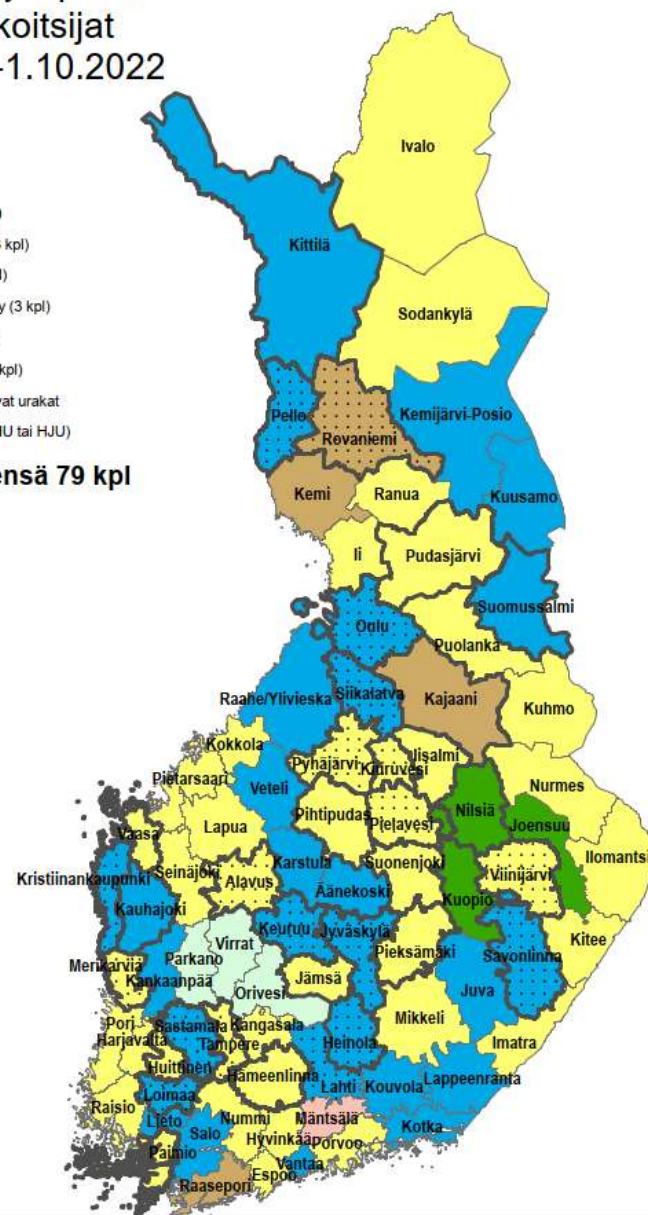 koitsijat
-1.10.2022
kpl)
y (3 kpl)
kpl)
vat urakat
IU tai HJU)
ensä 79 kpl
Ivalo
Kittilä
Sodankylä
Pello
Rovaniemi
Kemijärvi-Posio
Kemi
Ranua
Kuusamo
Ii
Pudasjärvi
Suomussalmi
Oulu
Puolanka
Raahe/Ylivieska
Siikalatva
Kajaani
Kuhmo
Kokkola
Pyhäjärvi
Kiuruvesi
Iisalmi
Pietarsaari
Veteli
Nurmes
Nilsiä
Pihtipudas
Pielavesi
Joensuu
Vaasa
Lapua
Ilomantsi
Kristiinankaupunki
Seinäjoki
Alavus
Karstula
Suonenjoki
Viinijärvi
Äänekoski
Kuopio
Kauhajoki
Keuruu
Jyväskylä
Kitee
Virrat
Pieksämäki
Savonlinna
Merikarvia
Parkano
Kankaanpää
Jämsä
Orivesi
Juva
Pori
Sastamala
Kangasala
Mikkeli
Harjavalta
Tampere
Heinola
Imatra
Huittinen
Hämeenlinna
Lahti
Kouvola
Lappeenranta
Raisio
Loimaa
Lieto
Salo
Nummi
Mäntsälä
Kotka
Hyvinkää
Porvoo
Paimio
Vantaa
Espoo
Raasepori